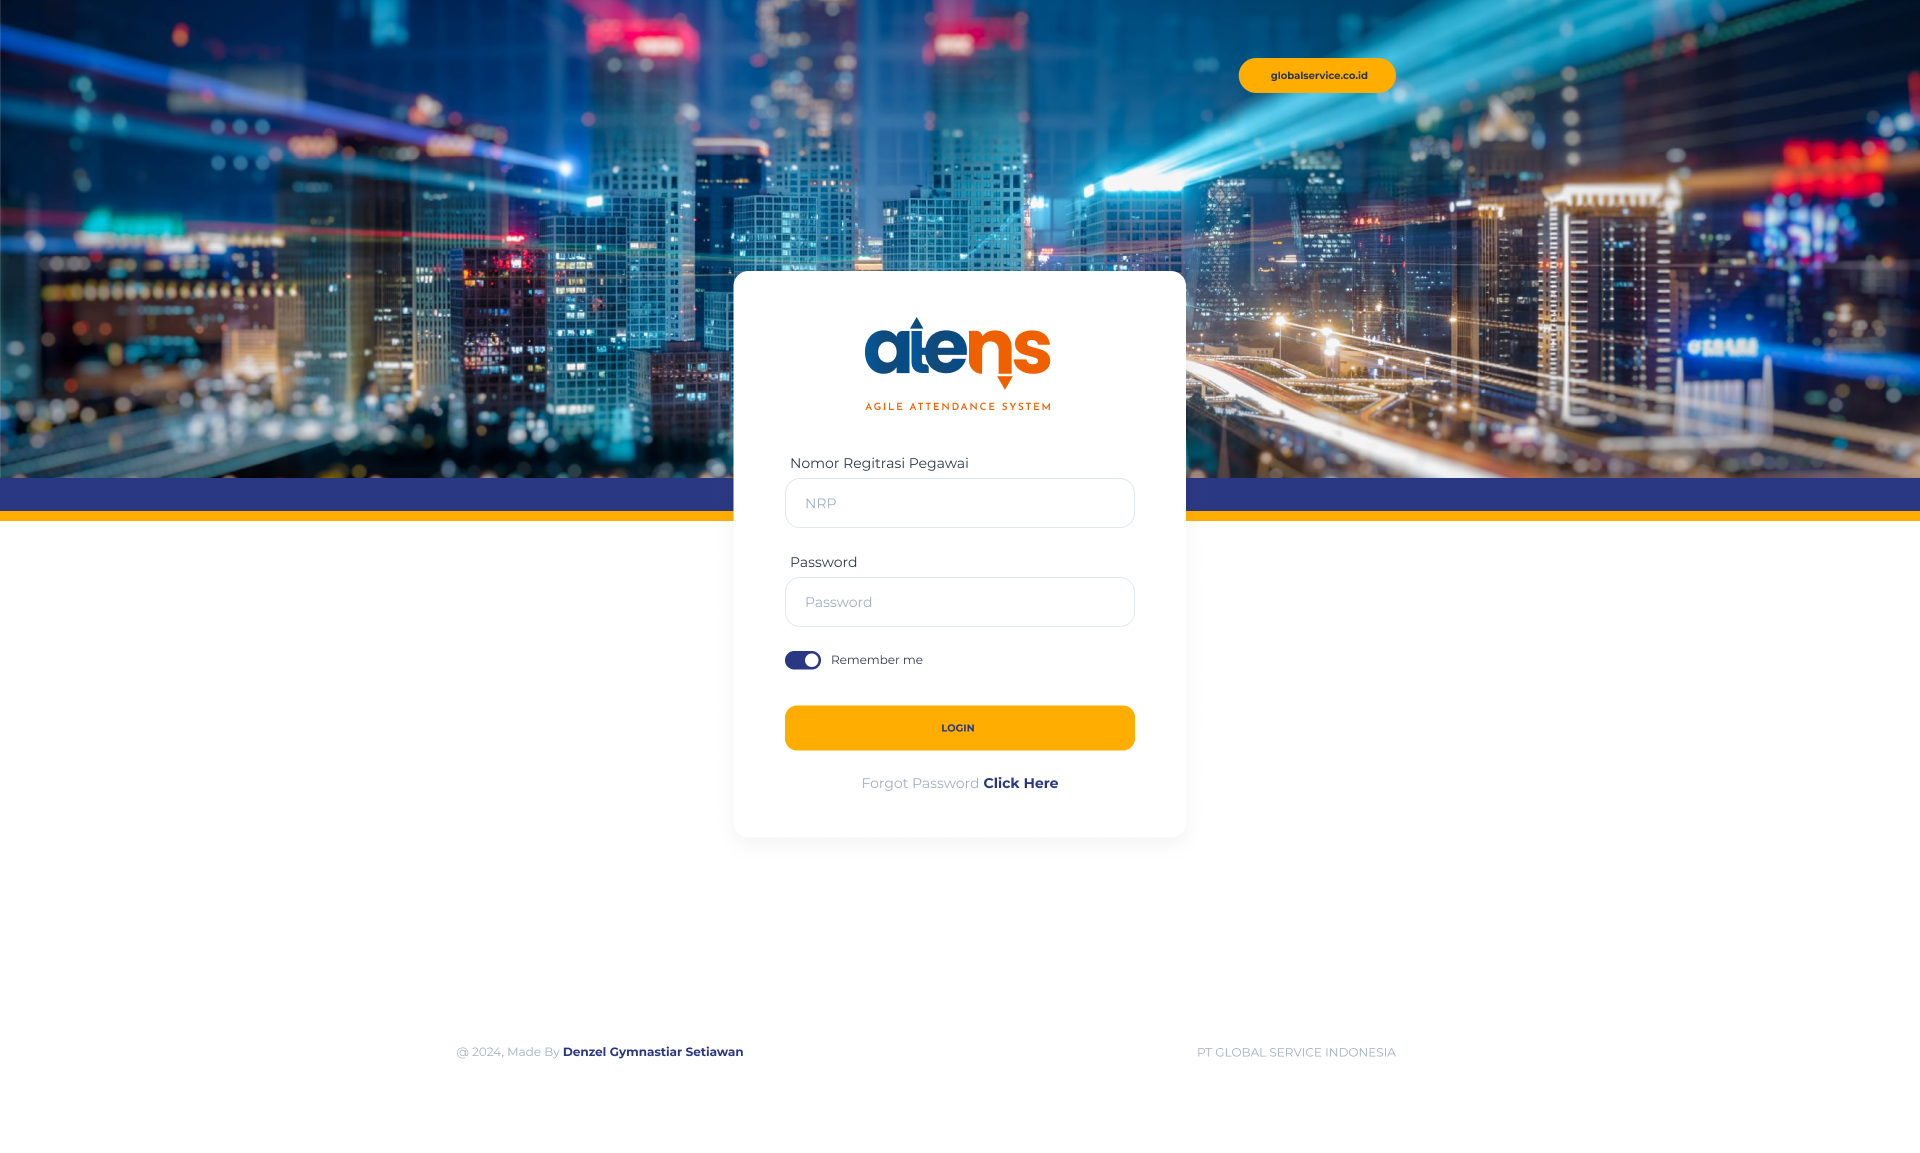 globalservice.co.id
atens
AGILE ATTENDANCE SYSTEM
Nomor Regitrasi Pegawai
NRP
Password
Password
Remember me
LOGIN
Forgot Password Click Here
@ 2024, Made By Denzel Gymnastiar Setiawan
PT GLOBAL SERVICE INDONESIA